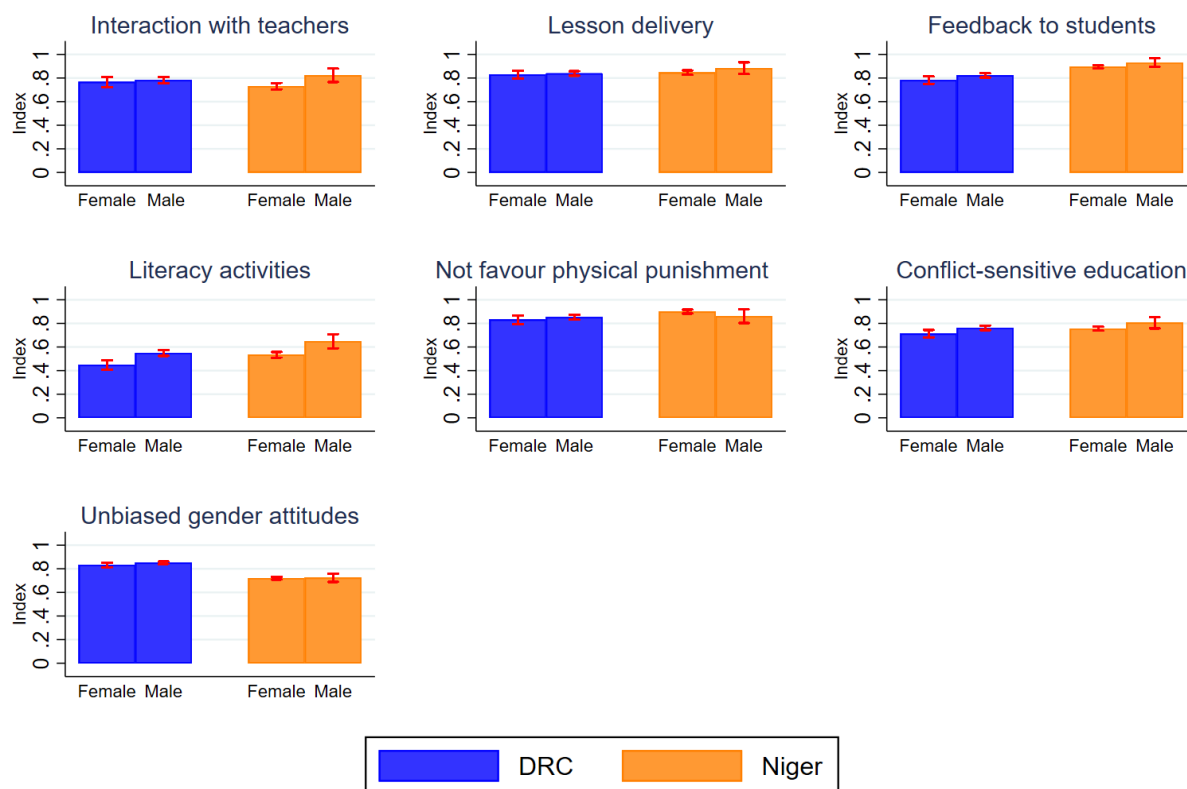 Interaction with teachers
Index
0 .2 .4 .6 .8 1
Female Male Female Male
Lesson delivery
Index
0 .2 .4 .6 .8 1
Female Male Female Male
Feedback to students
Index
0 .2 .4 .6 .8 1
Female Male Female Male
Literacy activities
Index
0 .2 .4 .6 .8 1
Female Male Female Male
Not favour physical punishment
Index
0 .2 .4 .6 .8 1
Female Male Female Male
Conflict-sensitive education
Index
0 .2 .4 .6 .8 1
Female Male Female Male
Unbiased gender attitudes
Index
0 .2 .4 .6 .8 1
Female Male Female Male
DRC Niger